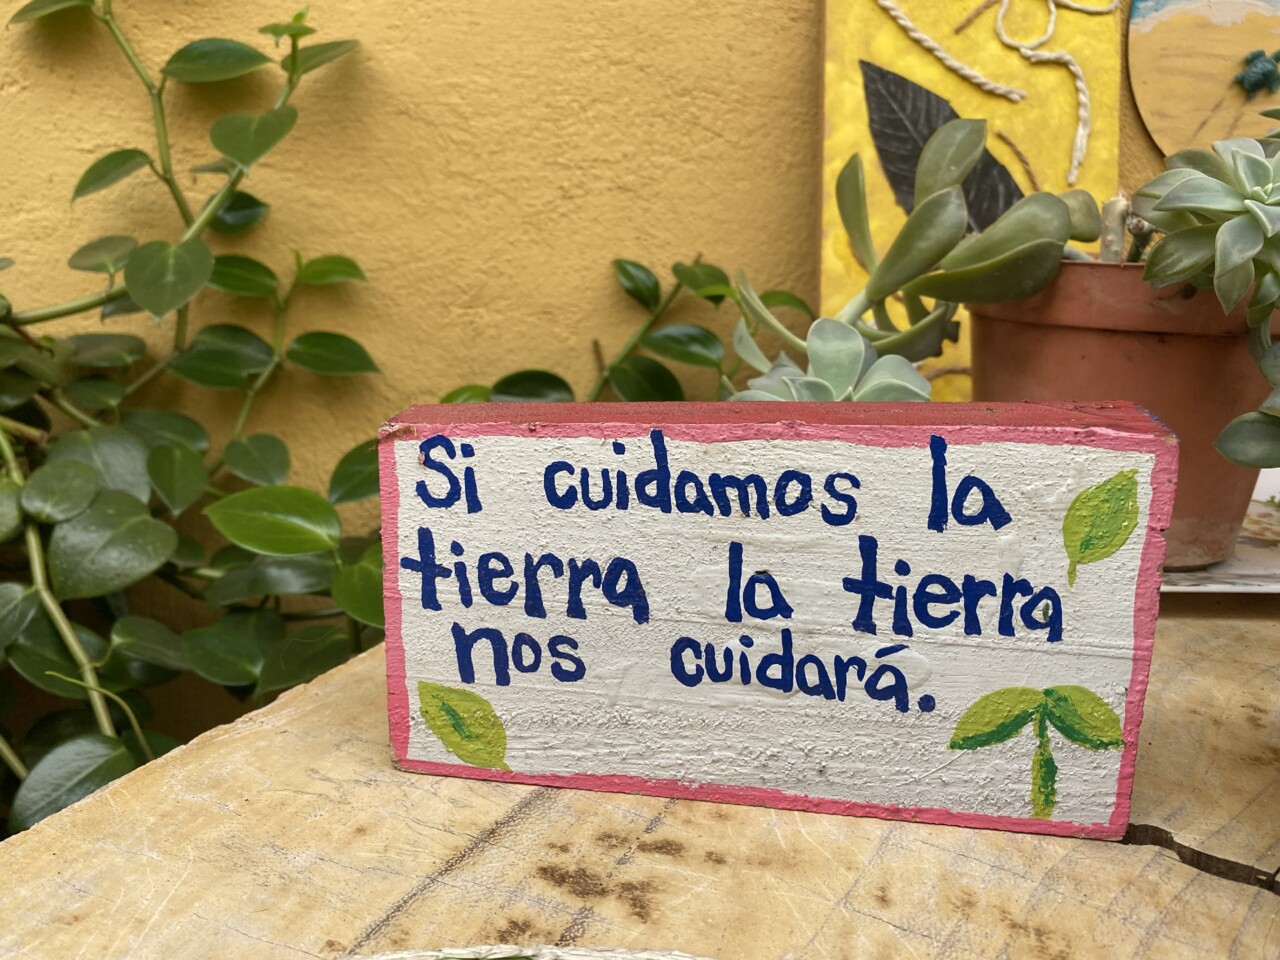 Si cuidamos la
tierra la tierra
nos cuidará.